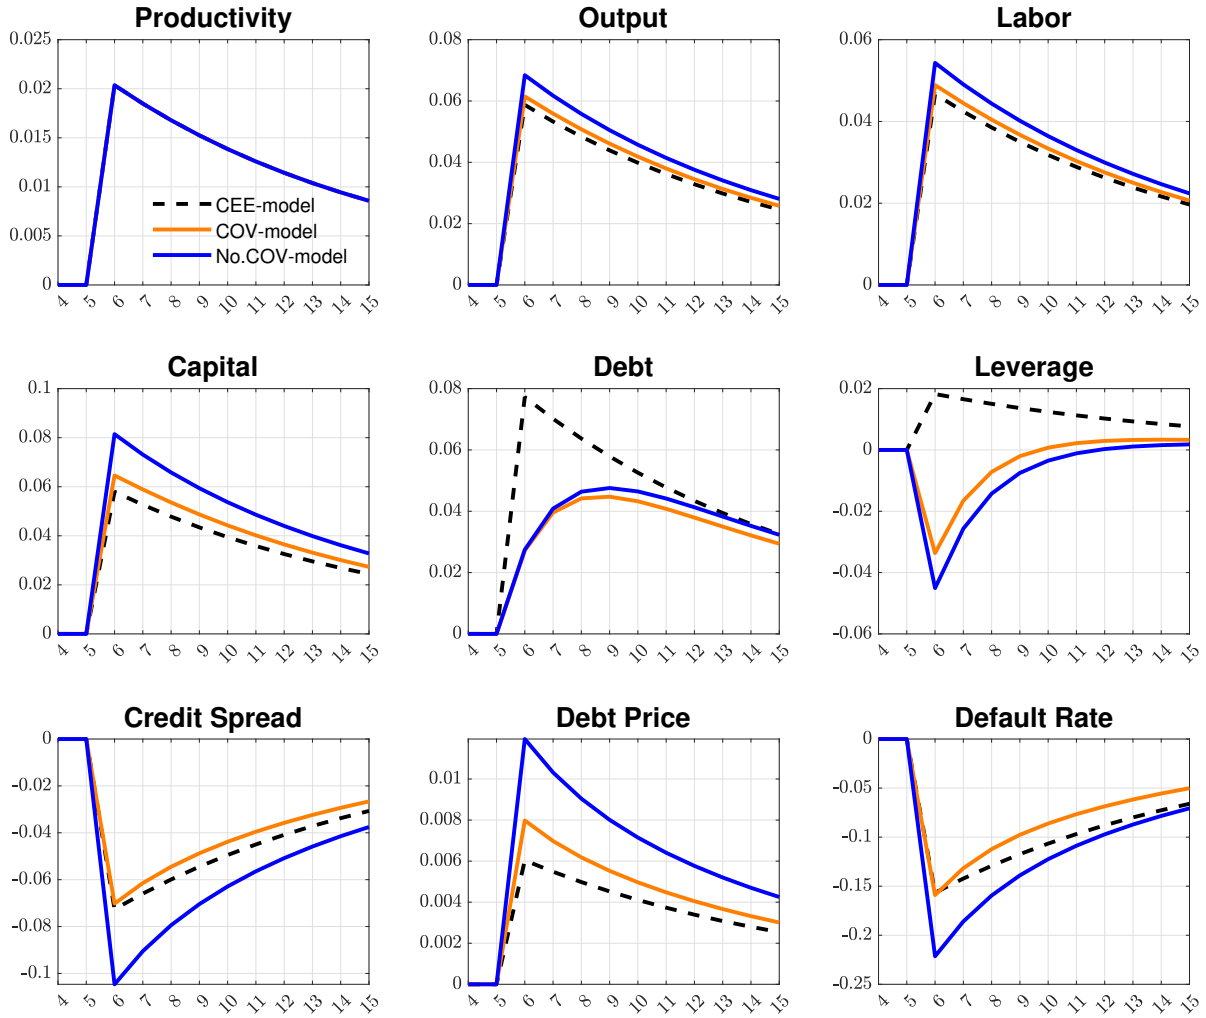 Productivity
Output
Labor
0.025
0.02
0.015
0.01
0.005
0
CEE-model
COV-model
No.COV-model
4 5 6 7 8 9 10 11 12 13 14 15
0.08
0.06
0.04
0.02
0
4 5 6 7 8 9 10 11 12 13 14 15
0.06
0.04
0.02
0
4 5 6 7 8 9 10 11 12 13 14 15
Capital
Debt
Leverage
0.1
0.08
0.06
0.04
0.02
0
4 5 6 7 8 9 10 11 12 13 14 15
0.08
0.06
0.04
0.02
0
4 5 6 7 8 9 10 11 12 13 14 15
0.02
0
-0.02
-0.04
-0.06
4 5 6 7 8 9 10 11 12 13 14 15
Credit Spread
Debt Price
Default Rate
0
-0.02
-0.04
-0.06
-0.08
-0.1
4 5 6 7 8 9 10 11 12 13 14 15
0.01
0.008
0.006
0.004
0.002
0
4 5 6 7 8 9 10 11 12 13 14 15
0
-0.05
-0.1
-0.15
-0.2
-0.25
4 5 6 7 8 9 10 11 12 13 14 15